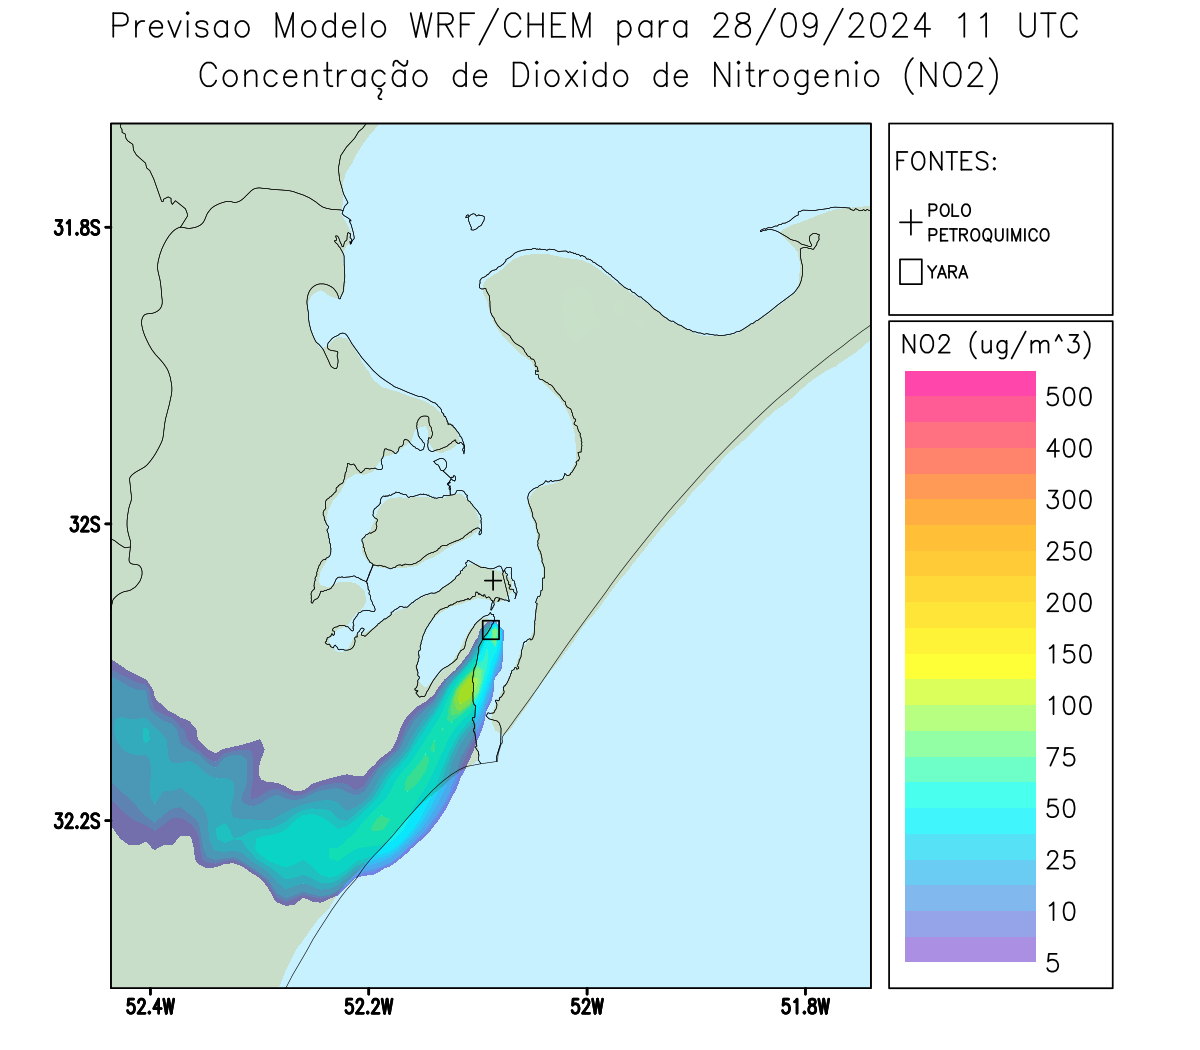 Previsao Modelo WRF/CHEM para 28/09/2024 11 UTC
Concentração de Dioxido de Nitrogenio (NO2)
FONTES:
POLO
PETROQUIMICO
YARA
NO2 (ug/m^3)
500
400
300
250
200
150
100
75
50
25
10
5
31.8S
32S
32.2S
52.4W
52.2W
52W
51.8W